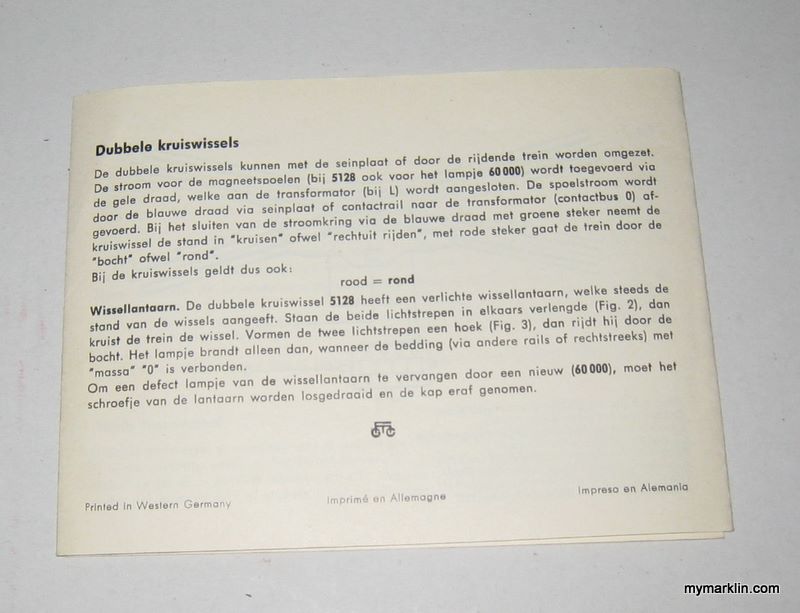 Dubbele kruiswissels
De dubbele kruiswissels kunnen met de seinplaat of door de rijdende trein worden omgezet.
De stroom voor de magneetspoelen (bij 5128 ook voor het lampje 60 000) wordt toegevoerd via
de gele draad, welke aan de transformator (bij L) wordt aangesloten. De spoelstroom wordt
door de blauwe draad via seinplaat of contactrail naar de transformator (contactbus 0) af-
gevoerd. Bij het sluiten van de stroomkring via de blauwe draad met groene steker neemt de
kruiswissel de stand in "kruisen" ofwel "rechtuit rijden", met rode steker gaat de trein door de
"bocht" ofwel "rond".
Bij de kruiswissels geldt dus ook:
rood = rond
Wissellantaarn. De dubbele kruiswissel 5128 heeft een verlichte wissellantaarn, welke steeds de
stand van de wissels aangeeft. Staan de beide lichtstrepen in elkaars verlengde (Fig. 2), dan
kruist de trein de wissel. Vormen de twee lichtstrepen een hoek (Fig. 3), dan rijdt hij door de
bocht. Het lampje brandt alleen dan, wanneer de bedding (via andere rails of rechtstreeks) met
"massa" "0" is verbonden.
Om een defect lampje van de wissellantaarn te vervangen door een nieuw (60 000), moet het
schroefje van de lantaarn worden losgedraaid en de kap eraf genomen.
Printed in Western Germany
Imprimé en Allemagne
Impreso en Alemania
mymarklin.com